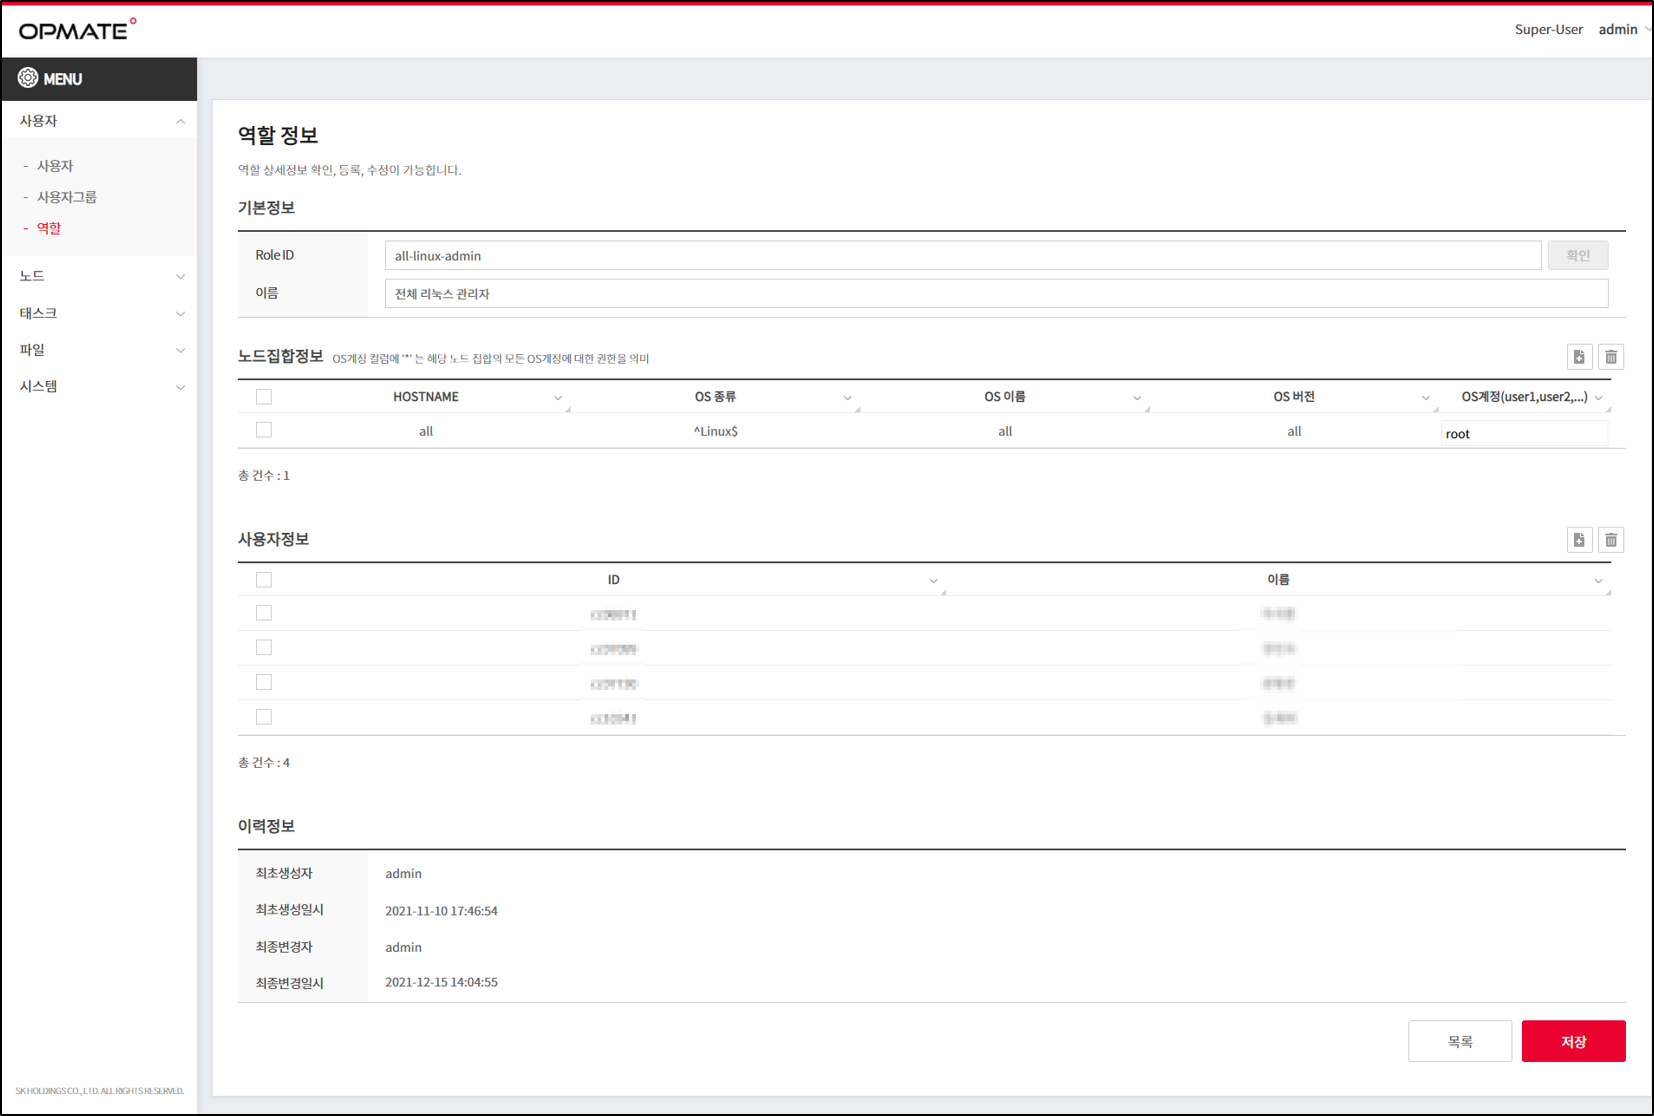 OPMATE
Super-User admin
MENU
사용자
- 사용자
- 사용자그룹
- 역할
노드
태스크
파일
시스템
역할 정보
역할 상세정보 확인, 등록, 수정이 가능합니다.
기본정보
Role ID all-linux-admin 확인
이름 전체 리눅스 관리자
노드집합정보 OS계정 컬럼에 '*' 는 해당 노드 집합의 모든 OS계정에 대한 권한을 의미
HOSTNAME OS 종류 OS 이름 OS 버전 OS계정(user1,user2,...)
all ^Linux$ all all root
총 건수 : 1
사용자정보
ID 이름
총 건수 : 4
이력정보
최초생성자 admin
최초생성일시 2021-11-10 17:46:54
최종변경자 admin
최종변경일시 2021-12-15 14:04:55
목록 저장
SK HOLDINGS CO., LTD. ALL RIGHTS RESERVED.